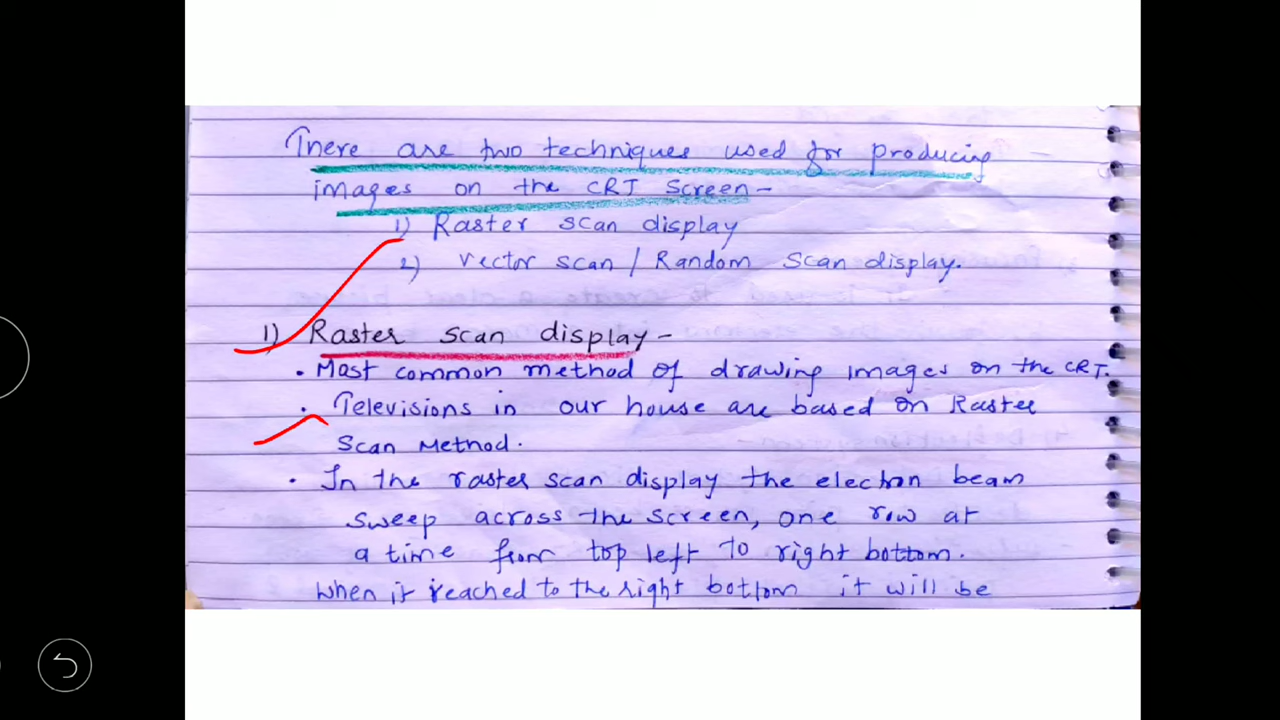 There are two techniques used for producing
images on the CRT Screen-
1) Raster scan display
2) Vector scan / Random scan display.
1) Raster scan display-
• Most common method of drawing images on the CRT.
• Televisions in our house are based on Raster
Scan Method.
• In the raster scan display the electron beam
sweep across the screen, one row at
a time from top left to right bottom.
when it reached to the right bottom it will be